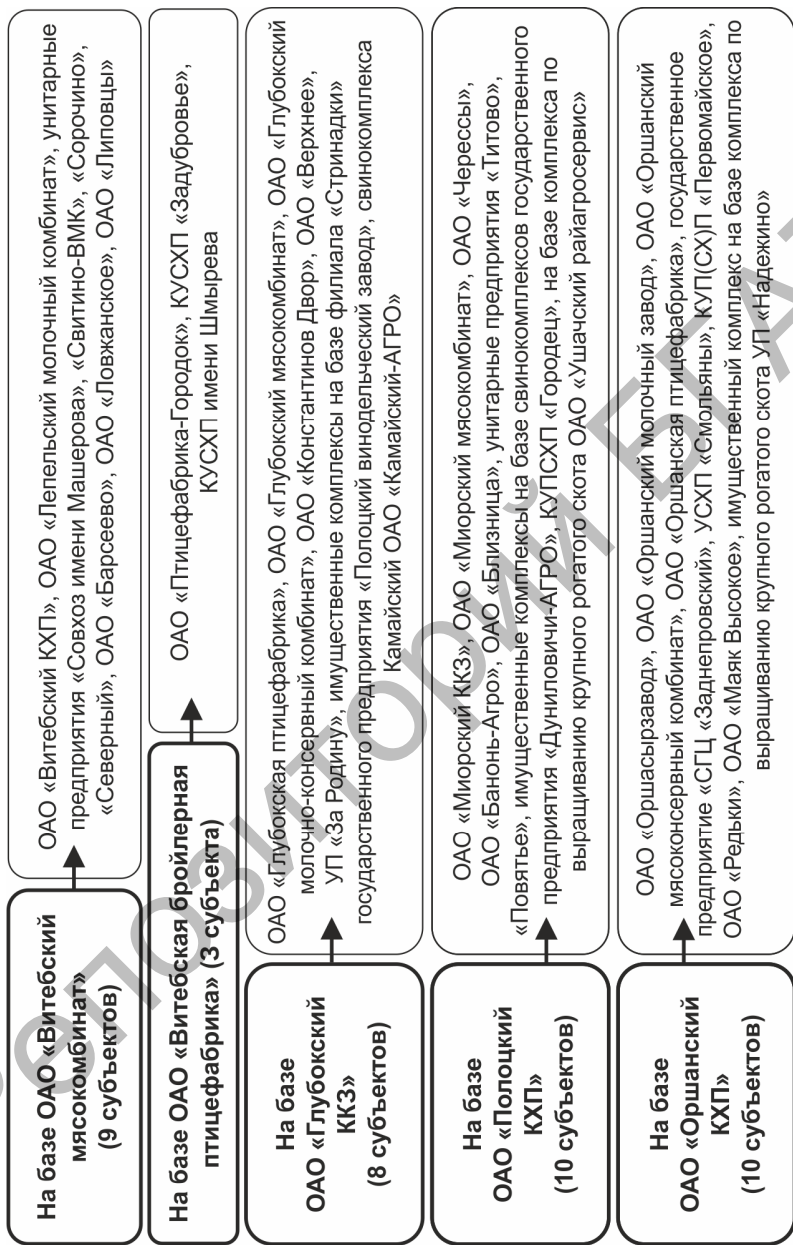 На базе ОАО «Витебский
мясокомбинат»
(9 субъектов)
ОАО «Витебский КХП», ОАО «Лепельский молочный комбинат», унитарные
предприятия «Совхоз имени Машерова», «Свитино-ВМК», «Сорочино»,
«Северный», ОАО «Барсеево», ОАО «Ловжанское», ОАО «Липовцы»
На базе ОАО «Витебская бройлерная
птицефабрика» (3 субъекта)
ОАО «Птицефабрика-Городок», КУСХП «Задубровье»,
КУСХП имени Шмырева
На базе
ОАО «Глубокский
ККЗ»
(8 субъектов)
ОАО «Глубокская птицефабрика», ОАО «Глубокский мясокомбинат», ОАО «Глубокский
молочно-консервный комбинат», ОАО «Константинов Двор», ОАО «Верхнее»,
УП «За Родину», имущественные комплексы на базе филиала «Стринадки»
государственного предприятия «Полоцкий винодельческий завод», свинокомплекса
Камайский ОАО «Камайский-АГРО»
На базе
ОАО «Полоцкий
КХП»
(10 субъектов)
ОАО «Миорский ККЗ», ОАО «Миорский мясокомбинат», ОАО «Черессы»,
ОАО «Банонь-Агро», ОАО «Близница», унитарные предприятия «Титово»,
«Повятье», имущественные комплексы на базе свинокомплексов государственного
предприятия «Дуниловичи-АГРО», КУПСХП «Городец», на базе комплекса по
выращиванию крупного рогатого скота ОАО «Ушачский райагросервис»
На базе
ОАО «Оршанский
КХП»
(10 субъектов)
ОАО «Оршасырзавод», ОАО «Оршанский молочный завод», ОАО «Оршанский
мясоконсервный комбинат», ОАО «Оршанская птицефабрика», государственное
предприятие «СГЦ «Заднепровский», УСХП «Смольяны», КУП(СХ)П «Первомайское»,
ОАО «Редьки», ОАО «Маяк Высокое», имущественный комплекс на базе комплекса по
выращиванию крупного рогатого скота УП «Надежино»
епозиторий БГА